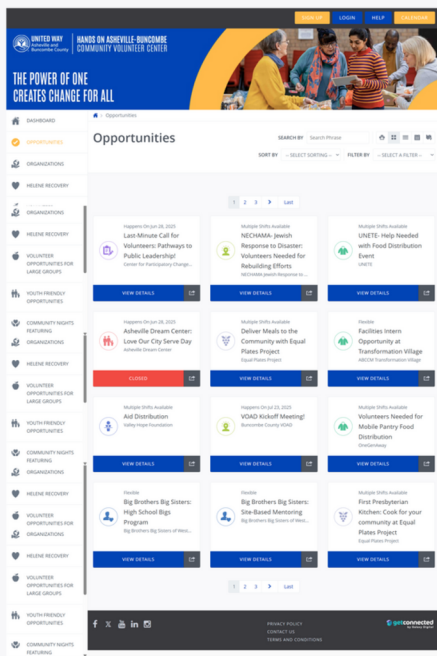 SIGN UP
LOGIN
HELP
CALENDAR
UNITED WAY
Asheville and
Buncombe County
HANDS ON ASHEVILLE-BUNCOMBE
COMMUNITY VOLUNTEER CENTER
THE POWER OF ONE
CREATES CHANGE FOR ALL
DASHBOARD
OPPORTUNITIES
ORGANIZATIONS
HELENE RECOVERY
ORGANIZATIONS
HELENE RECOVERY
VOLUNTEER
OPPORTUNITIES FOR
LARGE GROUPS
YOUTH FRIENDLY
OPPORTUNITIES
COMMUNITY NIGHTS
FEATURING
ORGANIZATIONS
HELENE RECOVERY
VOLUNTEER
OPPORTUNITIES FOR
LARGE GROUPS
YOUTH FRIENDLY
OPPORTUNITIES
COMMUNITY NIGHTS
FEATURING
ORGANIZATIONS
HELENE RECOVERY
VOLUNTEER
OPPORTUNITIES FOR
ORGANIZATIONS
HELENE RECOVERY
VOLUNTEER
OPPORTUNITIES FOR
LARGE GROUPS
YOUTH FRIENDLY
OPPORTUNITIES
COMMUNITY NIGHTS
FEATURING
> Opportunities
Opportunities
SEARCH BY Search Phrase
SORT BY -- SELECT SORTING --
FILTER BY -- SELECT A FILTER --
1 2 3 > Last
Happens On Jun 28, 2025
Last-Minute Call for
Volunteers: Pathways to
Public Leadership!
Center for Participatory Change...
VIEW DETAILS
Multiple Shifts Available
NECHAMA- Jewish
Response to Disaster:
Volunteers Needed for
Rebuilding Efforts
NECHAMA Jewish Response to ...
VIEW DETAILS
Multiple Shifts Available
UNETE- Help Needed
with Food Distribution
Event
UNETE
VIEW DETAILS
Happens On Jun 28, 2025
Asheville Dream Center:
Love Our City Serve Day
Asheville Dream Center
CLOSED
Multiple Shifts Available
Deliver Meals to the
Community with Equal
Plates Project
Equal Plates Project
VIEW DETAILS
Flexible
Facilities Intern
Opportunity at
Transformation Village
ABCCM Transformation Village
VIEW DETAILS
Multiple Shifts Available
Aid Distribution
Valley Hope Foundation
VIEW DETAILS
Happens On Jul 23, 2025
VOAD Kickoff Meeting!
Buncombe County VOAD
VIEW DETAILS
Multiple Shifts Available
Volunteers Needed for
Mobile Pantry Food
Distribution
OneGenAway
VIEW DETAILS
Flexible
Big Brothers Big Sisters:
High School Bigs
Program
Big Brothers Big Sisters of West...
VIEW DETAILS
Flexible
Big Brothers Big Sisters:
Site-Based Mentoring
Big Brothers Big Sisters of West...
VIEW DETAILS
Multiple Shifts Available
First Presbyterian
Kitchen: Cook for your
community at Equal
Plates Project
Equal Plates Project
VIEW DETAILS
1 2 3 > Last
PRIVACY POLICY
CONTACT US
TERMS AND CONDITIONS
getconnected
by Galaxy Digital